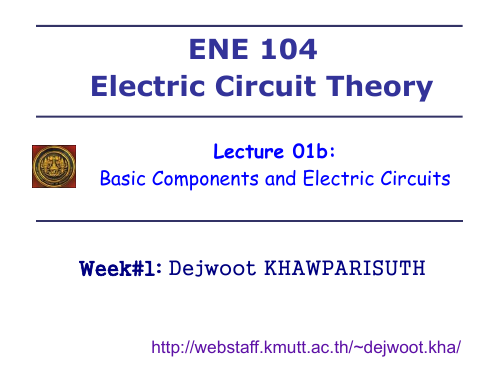 ENE 104
Electric Circuit Theory
Lecture 01b:
Basic Components and Electric Circuits
Week#1: Dejwoot KHAWPARISUTH
http://webstaff.kmutt.ac.th/~dejwoot.kha/